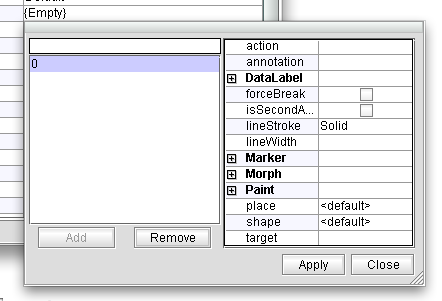 {Empty}
action
annotation
0
DataLabel
forceBreak
isSecondA...
lineStroke Solid
lineWidth
Marker
Morph
Paint
place <default>
shape <default>
target
Add Remove
Apply Close